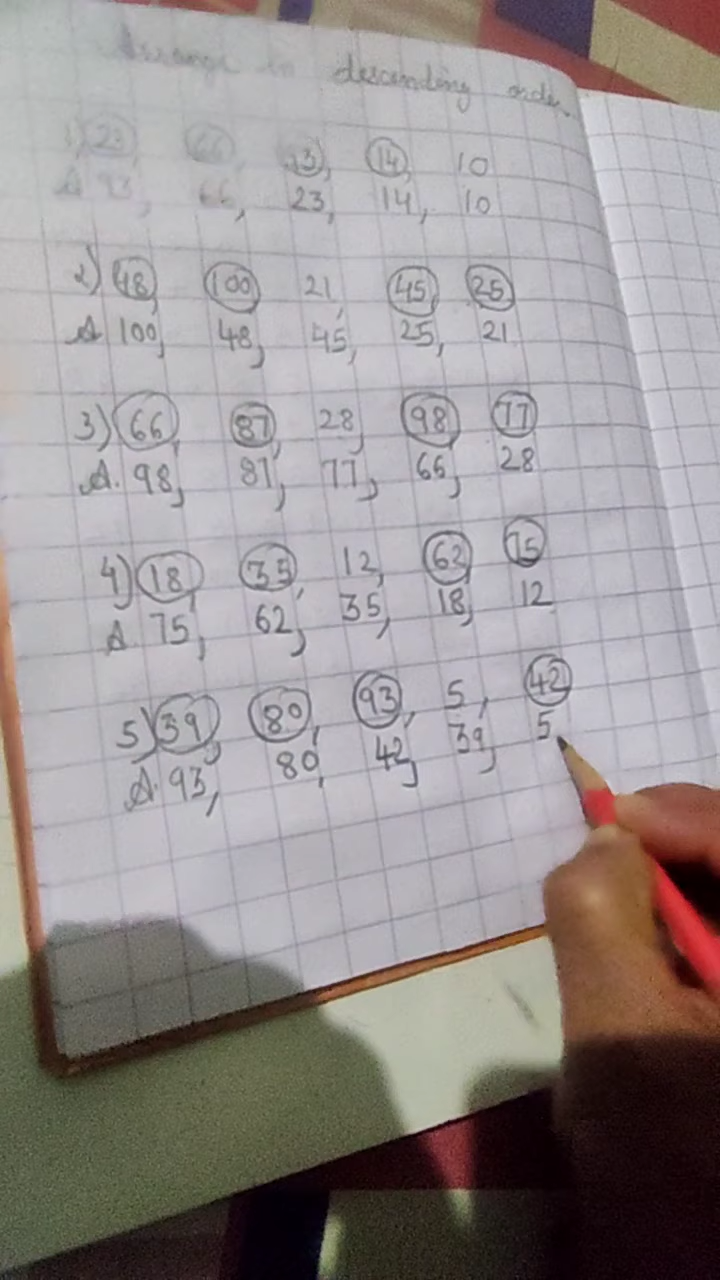 Arrange in descending order
1) 23, 66, 93, 14, 10
A 93, 66, 23, 14, 10
2) 48, 100, 21, 45, 25
A 100, 48, 45, 25, 21
3) 66, 87, 28, 98, 77
A. 98, 87, 77, 66, 28
4) 18, 35, 12, 62, 75
A. 75, 62, 35, 18, 12
5) 39, 80, 93, 5, 42
A. 93, 80, 42, 39, 5